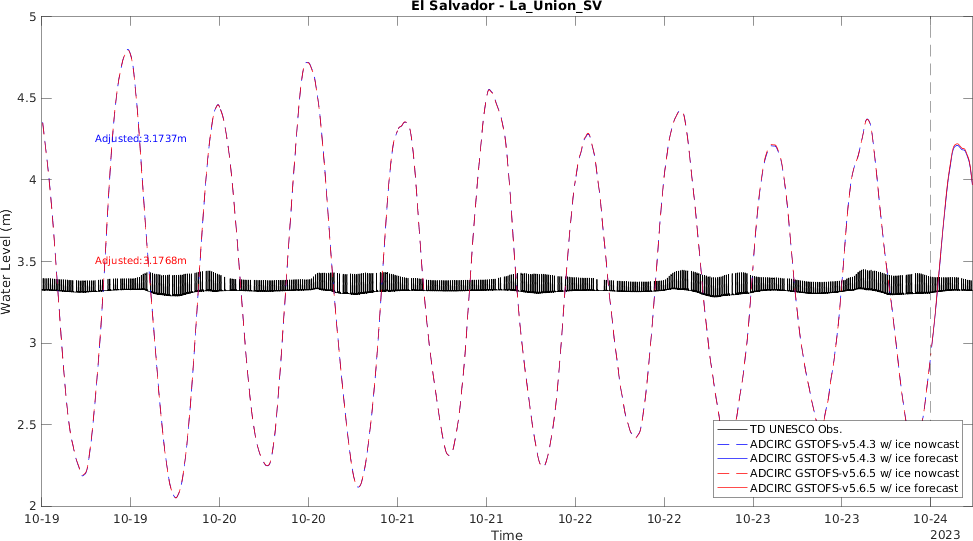 El Salvador - La_Union_SV
5
4.5
4
3.5
3
2.5
2
Water Level (m)
Adjusted:3.1737m
Adjusted:3.1768m
TD UNESCO Obs.
ADCIRC GSTOFS-v5.4.3 w/ ice nowcast
ADCIRC GSTOFS-v5.4.3 w/ ice forecast
ADCIRC GSTOFS-v5.6.5 w/ ice nowcast
ADCIRC GSTOFS-v5.6.5 w/ ice forecast
10-19 10-19 10-20 10-20 10-21 10-21 10-22 10-22 10-23 10-23 10-24
2023
Time